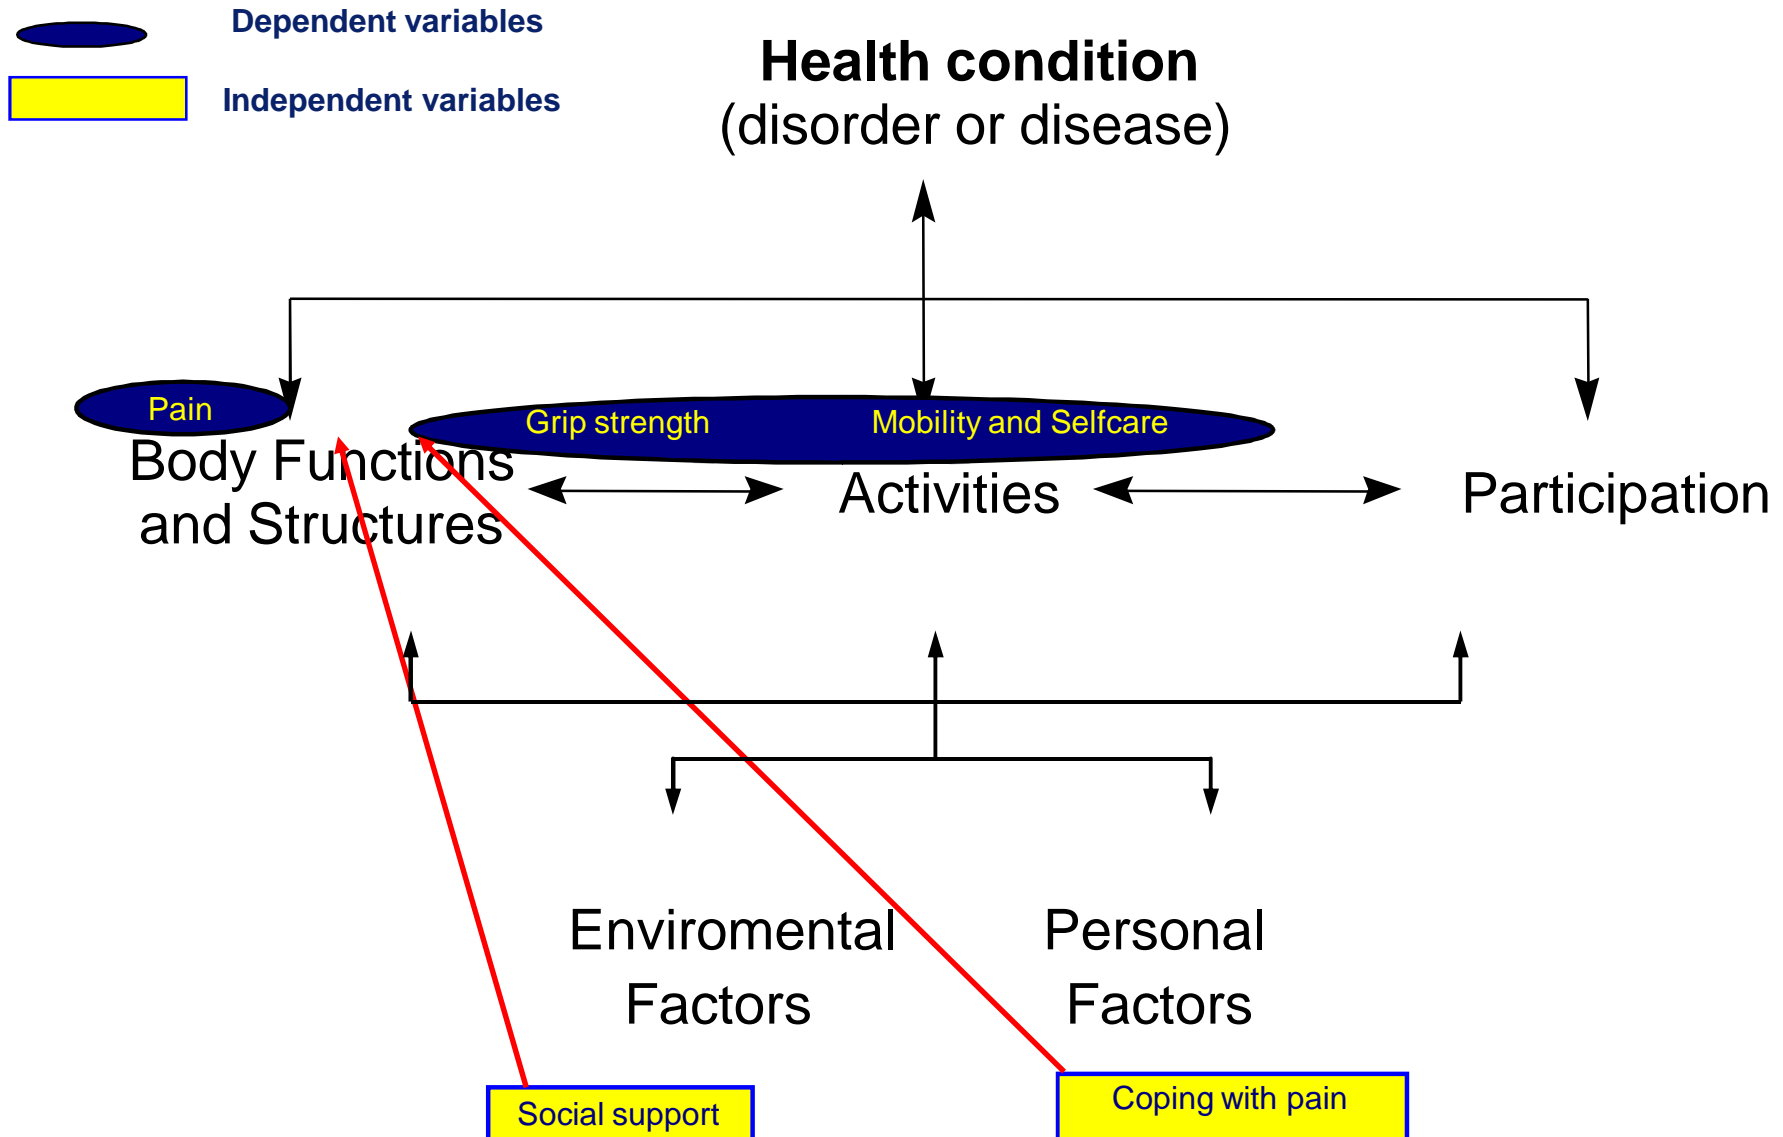 Dependent variables
Independent variables
Health condition
(disorder or disease)
Pain
Grip strength
Mobility and Selfcare
Body Functions
and Structures
Activities
Participation
Enviromental
Factors
Personal
Factors
Social support
Coping with pain